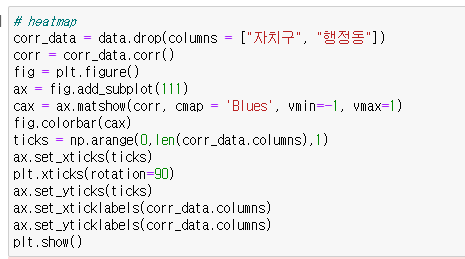 # heatmap
corr_data = data.drop(columns = ["자치구", "행정동"])
corr = corr_data.corr()
fig = plt.figure()
ax = fig.add_subplot(111)
cax = ax.matshow(corr, cmap = 'Blues', vmin=-1, vmax=1)
fig.colorbar(cax)
ticks = np.arange(0,len(corr_data.columns),1)
ax.set_xticks(ticks)
plt.xticks(rotation=90)
ax.set_yticks(ticks)
ax.set_xticklabels(corr_data.columns)
ax.set_yticklabels(corr_data.columns)
plt.show()